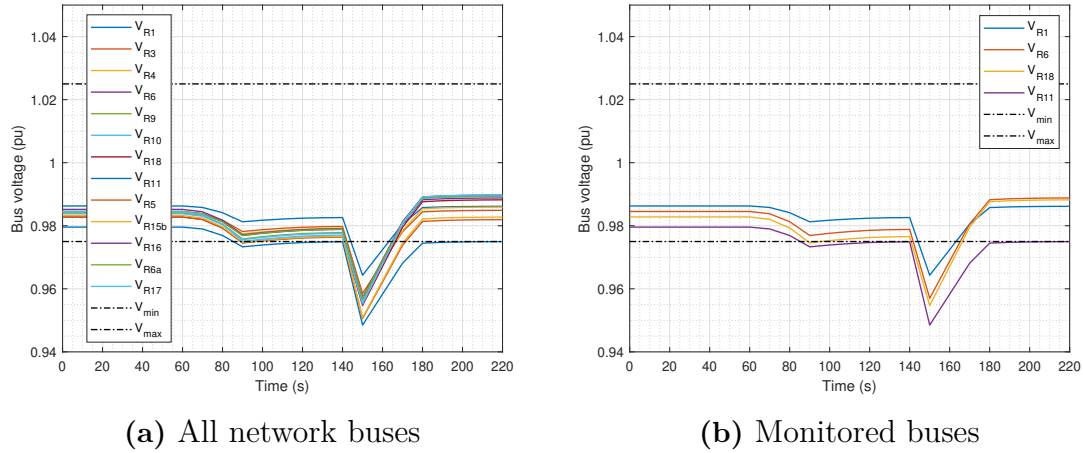 1.04
1.02
1
0.98
0.96
0.94
Bus voltage (pu)
V_R1
V_R3
V_R4
V_R6
V_R9
V_R10
V_R18
V_R11
V_R5
V_R15b
V_R16
V_R6a
V_R17
V_min
V_max
0 20 40 60 80 100 120 140 160 180 200 220
Time (s)
(a) All network buses
1.04
1.02
1
0.98
0.96
0.94
Bus voltage (pu)
V_R1
V_R6
V_R18
V_R11
V_min
V_max
0 20 40 60 80 100 120 140 160 180 200 220
Time (s)
(b) Monitored buses